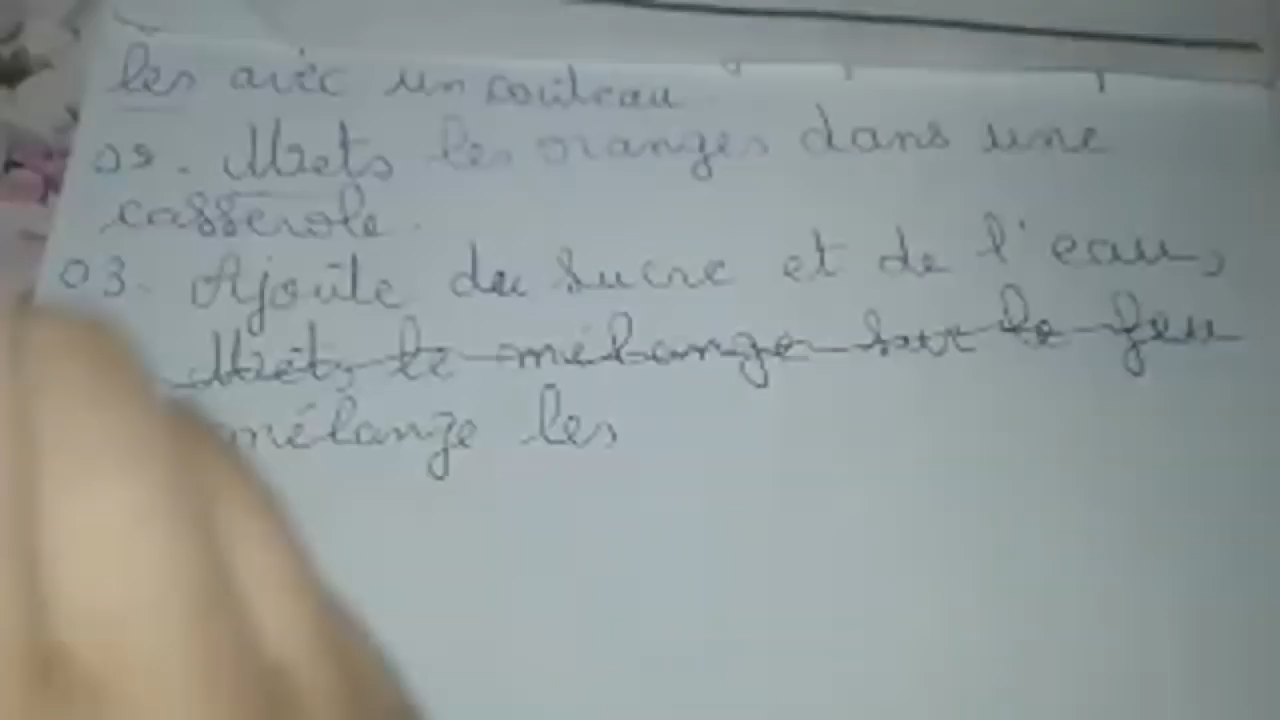 les avec un couteau
02. Mets les oranges dans une
casserole.
03. Ajoute du sucre et de l'eau,
Mets le mélange sur le feu
mélange les